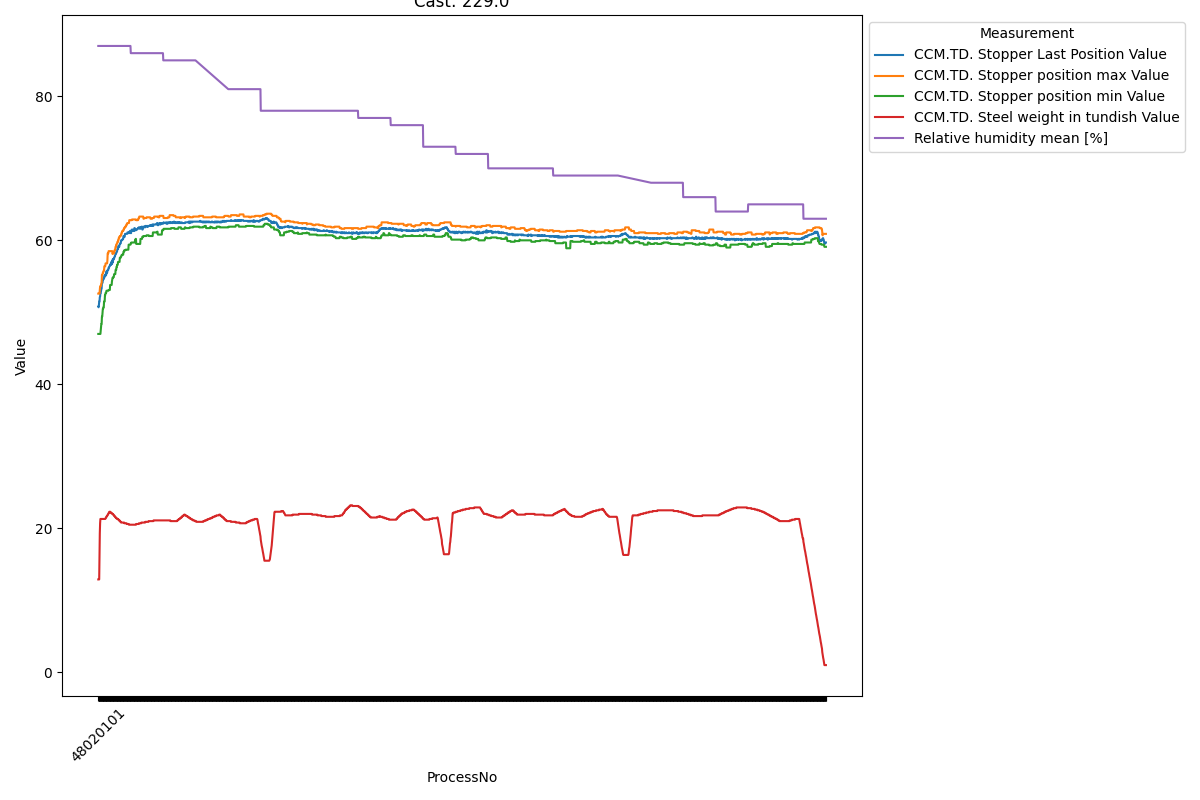 Cast: 229.0
Measurement
CCM.TD. Stopper Last Position Value
CCM.TD. Stopper position max Value
CCM.TD. Stopper position min Value
CCM.TD. Steel weight in tundish Value
Relative humidity mean [%]
80
60
40
20
0
Value
48020101
ProcessNo